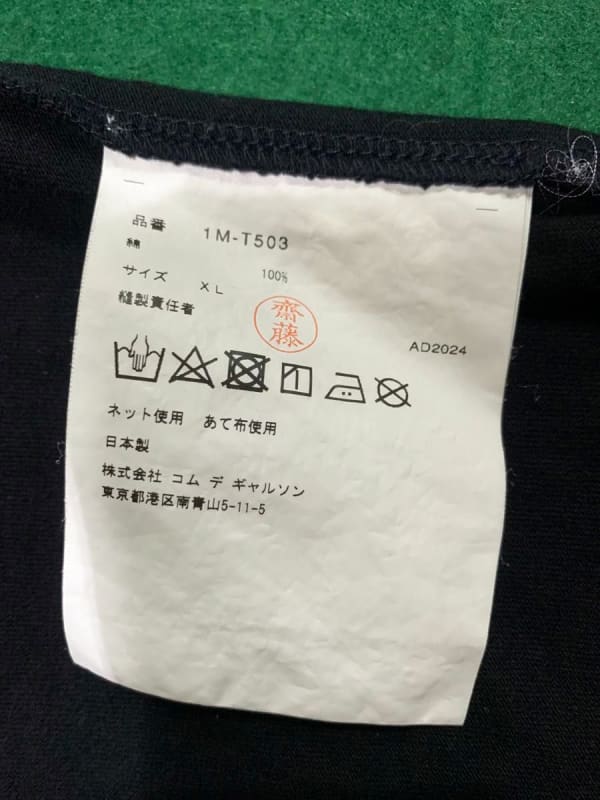 品番 1M-T503
綿 100%
サイズ XL
縫製責任者 齋藤
AD2024
ネット使用 あて布使用
日本製
株式会社 コム デ ギャルソン
東京都港区南青山5-11-5